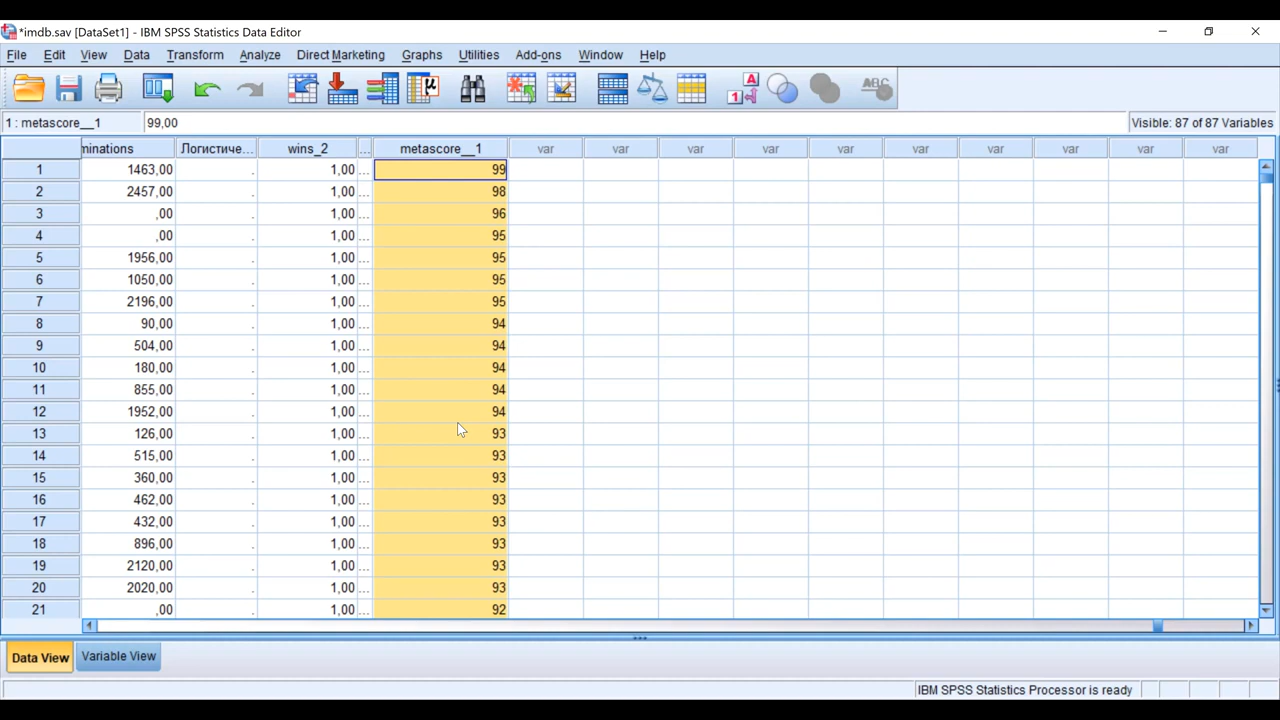 *imdb.sav [DataSet1] - IBM SPSS Statistics Data Editor
File Edit View Data Transform Analyze Direct Marketing Graphs Utilities Add-ons Window Help
1 : metascore__1 99,00 Visible: 87 of 87 Variables
minations Логистиче... wins_2 ... metascore__1 var var var var var var var var var var
1 1463,00 . 1,00 ... 99
2 2457,00 . 1,00 ... 98
3 ,00 . 1,00 ... 96
4 ,00 . 1,00 ... 95
5 1956,00 . 1,00 ... 95
6 1050,00 . 1,00 ... 95
7 2196,00 . 1,00 ... 95
8 90,00 . 1,00 ... 94
9 504,00 . 1,00 ... 94
10 180,00 . 1,00 ... 94
11 855,00 . 1,00 ... 94
12 1952,00 . 1,00 ... 94
13 126,00 . 1,00 ... 93
14 515,00 . 1,00 ... 93
15 360,00 . 1,00 ... 93
16 462,00 . 1,00 ... 93
17 432,00 . 1,00 ... 93
18 896,00 . 1,00 ... 93
19 2120,00 . 1,00 ... 93
20 2020,00 . 1,00 ... 93
21 ,00 . 1,00 ... 92
Data View Variable View
IBM SPSS Statistics Processor is ready